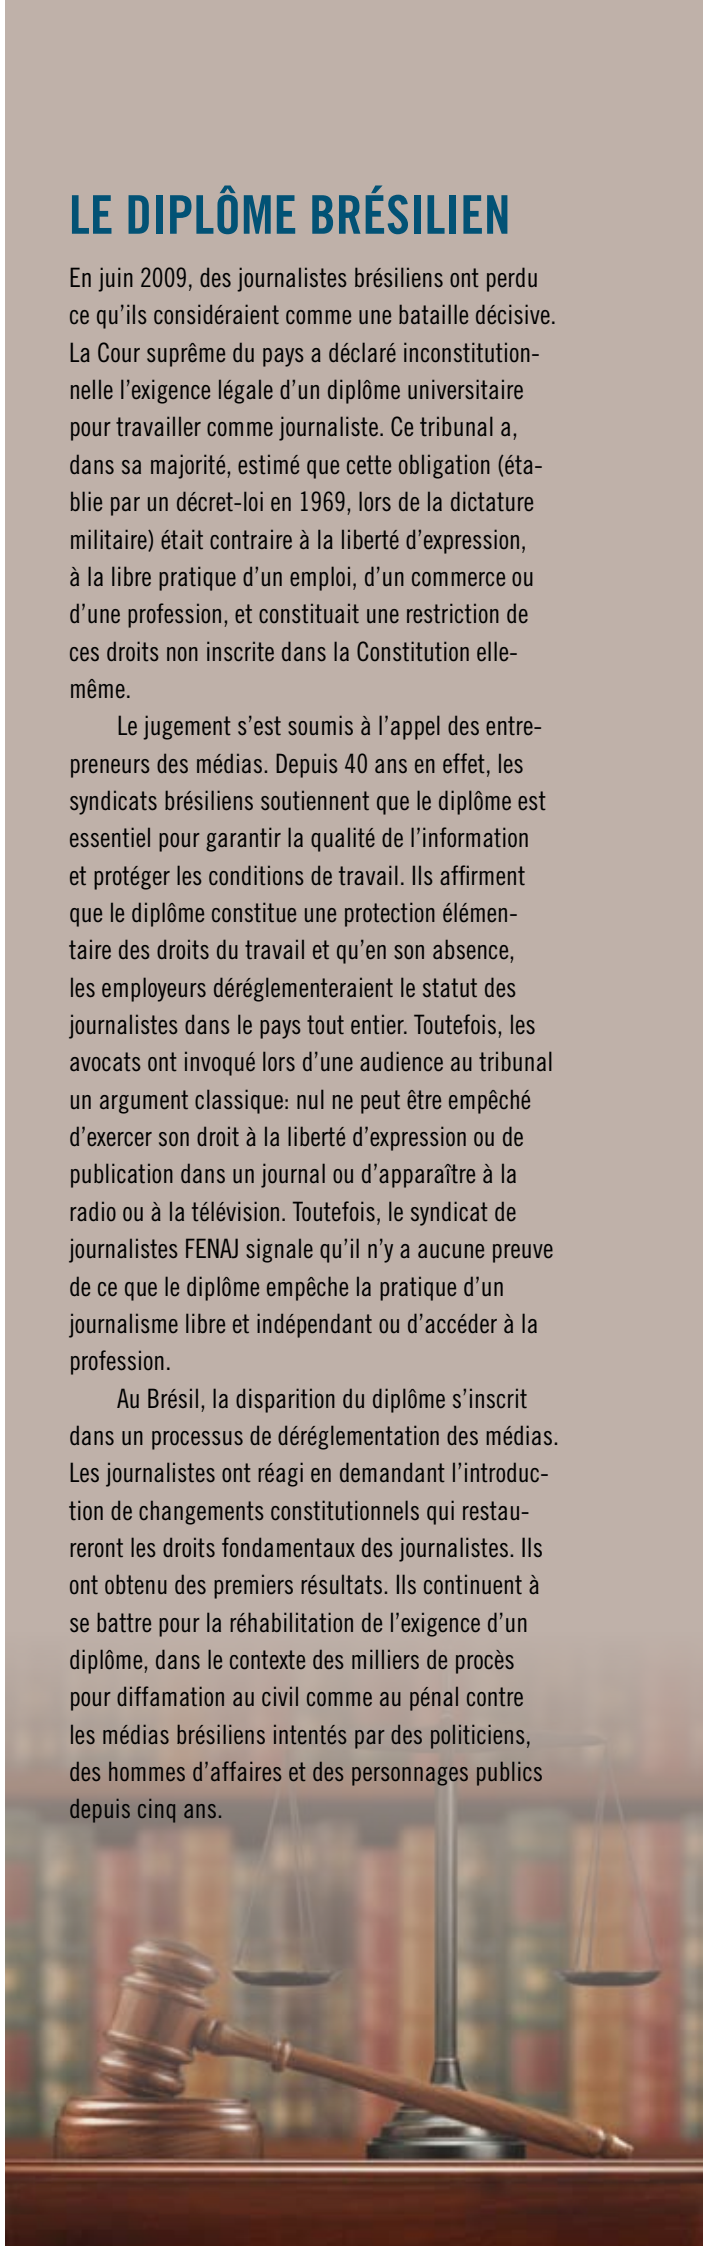 LE DIPLÔME BRÉSILIEN
En juin 2009, des journalistes brésiliens ont perdu
ce qu’ils considéraient comme une bataille décisive.
La Cour suprême du pays a déclaré inconstitution-
nelle l’exigence légale d’un diplôme universitaire
pour travailler comme journaliste. Ce tribunal a,
dans sa majorité, estimé que cette obligation (éta-
blie par un décret-loi en 1969, lors de la dictature
militaire) était contraire à la liberté d’expression,
à la libre pratique d’un emploi, d’un commerce ou
d’une profession, et constituait une restriction de
ces droits non inscrite dans la Constitution elle-
même.
Le jugement s’est soumis à l’appel des entre-
preneurs des médias. Depuis 40 ans en effet, les
syndicats brésiliens soutiennent que le diplôme est
essentiel pour garantir la qualité de l’information
et protéger les conditions de travail. Ils affirment
que le diplôme constitue une protection élémen-
taire des droits du travail et qu’en son absence,
les employeurs déréglementeraient le statut des
journalistes dans le pays tout entier. Toutefois, les
avocats ont invoqué lors d’une audience au tribunal
un argument classique: nul ne peut être empêché
d’exercer son droit à la liberté d’expression ou de
publication dans un journal ou d’apparaître à la
radio ou à la télévision. Toutefois, le syndicat de
journalistes FENAJ signale qu’il n’y a aucune preuve
de ce que le diplôme empêche la pratique d’un
journalisme libre et indépendant ou d’accéder à la
profession.
Au Brésil, la disparition du diplôme s’inscrit
dans un processus de déréglementation des médias.
Les journalistes ont réagi en demandant l’introduc-
tion de changements constitutionnels qui restau-
reront les droits fondamentaux des journalistes. Ils
ont obtenu des premiers résultats. Ils continuent à
se battre pour la réhabilitation de l’exigence d’un
diplôme, dans le contexte des milliers de procès
pour diffamation au civil comme au pénal contre
les médias brésiliens intentés par des politiciens,
des hommes d’affaires et des personnages publics
depuis cinq ans.